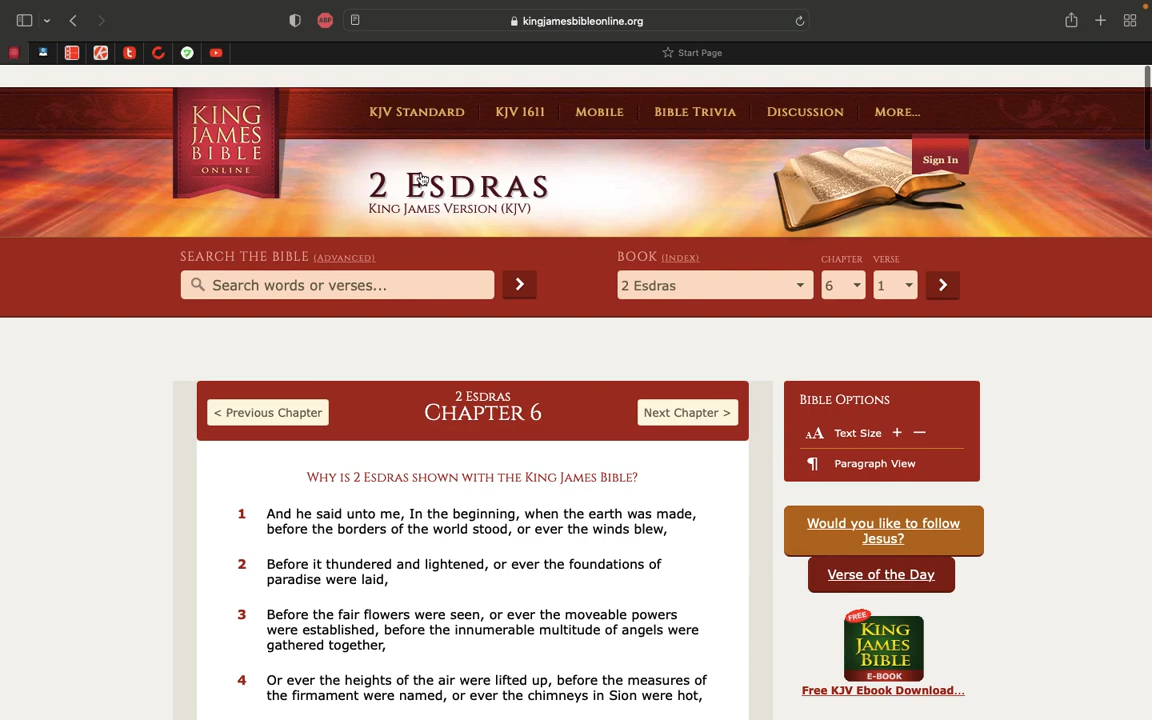 kingjamesbibleonline.org
Start Page
KING
JAMES
BIBLE
ONLINE
KJV STANDARD
KJV 1611
MOBILE
BIBLE TRIVIA
DISCUSSION
MORE...
Sign In
2 ESDRAS
KING JAMES VERSION (KJV)
SEARCH THE BIBLE (ADVANCED)
Search words or verses...
BOOK (INDEX)
CHAPTER
VERSE
2 Esdras
6
1
2 ESDRAS
< Previous Chapter
CHAPTER 6
Next Chapter >
WHY IS 2 ESDRAS SHOWN WITH THE KING JAMES BIBLE?
1 And he said unto me, In the beginning, when the earth was made,
before the borders of the world stood, or ever the winds blew,
2 Before it thundered and lightened, or ever the foundations of
paradise were laid,
3 Before the fair flowers were seen, or ever the moveable powers
were established, before the innumerable multitude of angels were
gathered together,
4 Or ever the heights of the air were lifted up, before the measures of
the firmament were named, or ever the chimneys in Sion were hot,
BIBLE OPTIONS
AA Text Size + —
¶ Paragraph View
Would you like to follow
Jesus?
Verse of the Day
FREE
KING
JAMES
BIBLE
E-BOOK
Free KJV Ebook Download...
ABP